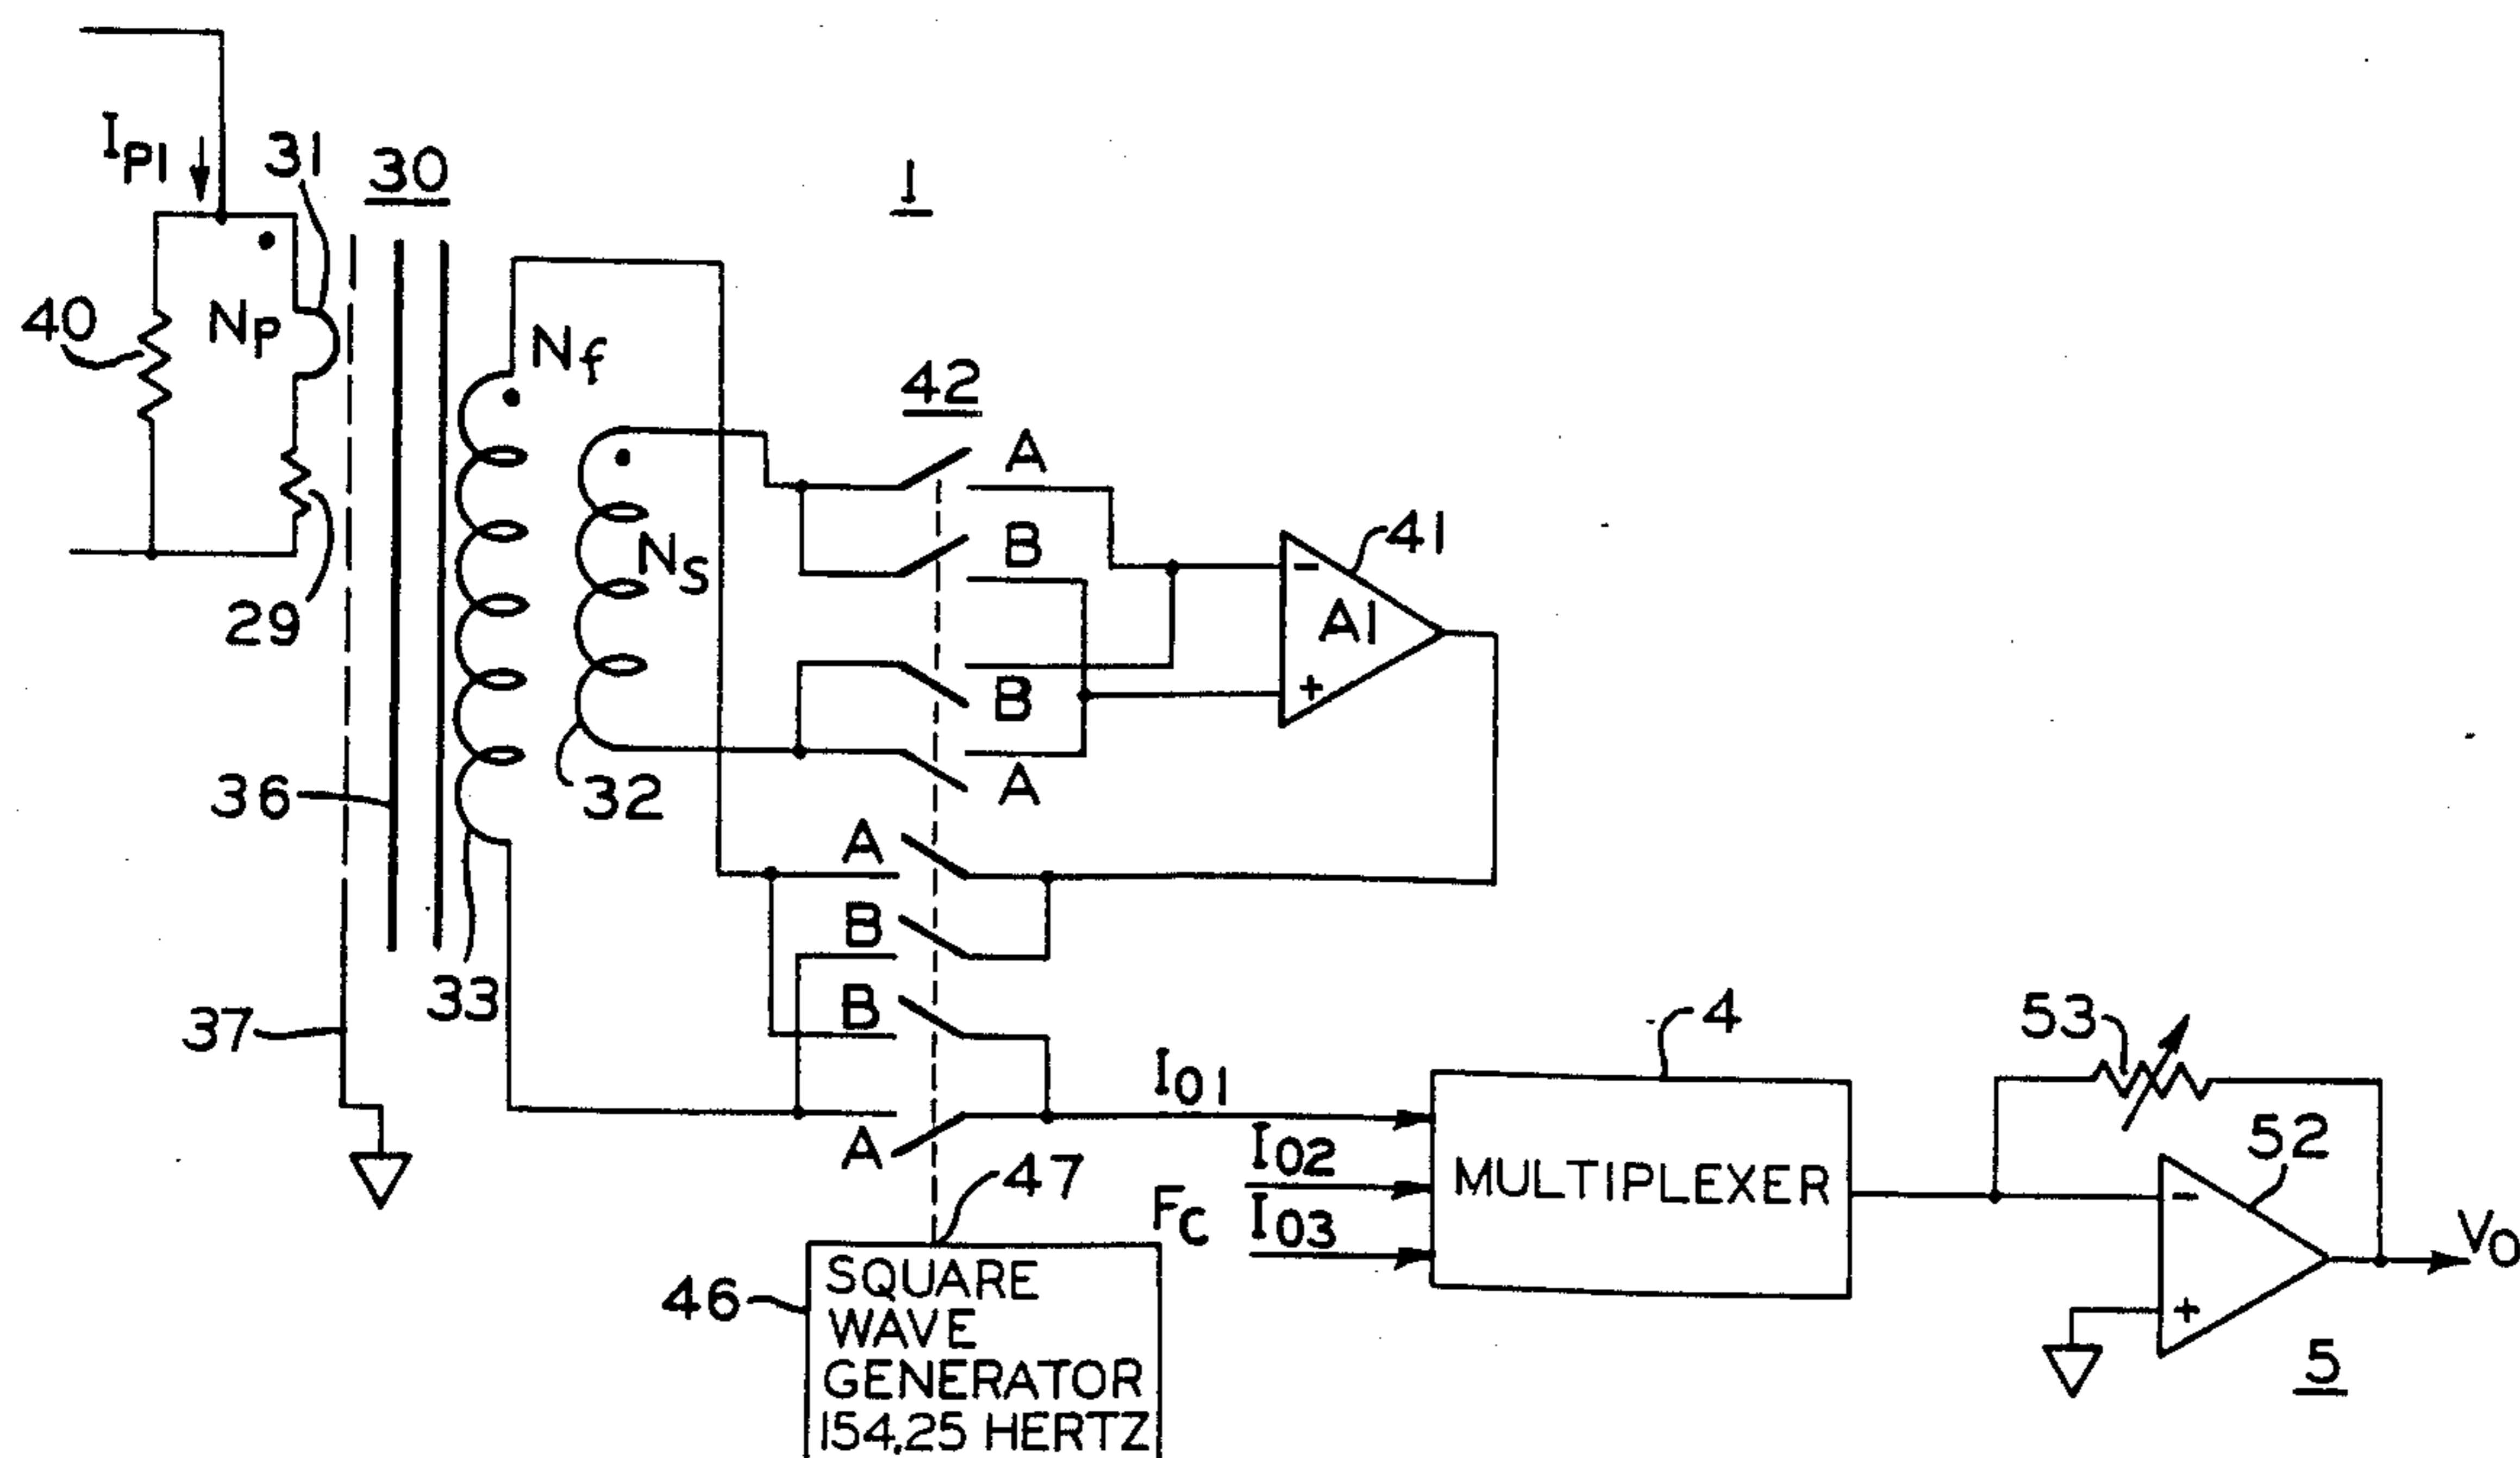 I_P1
31
30
1
40
N_P
N_f
42
A
29
N_S
B
41
-
A1
+
B
A
36
32
A
B
33
B
37
I_01
4
53
A
47
I_02
MULTIPLEXER
52
-
F_C
I_03
V_O
46
SQUARE
WAVE
GENERATOR
154,25 HERTZ
+
5